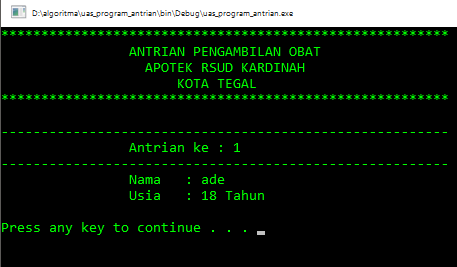 D:\algoritma\uas_program_antrian\bin\Debug\uas_program_antrian.exe
********************************************************
ANTRIAN PENGAMBILAN OBAT
APOTEK RSUD KARDINAH
KOTA TEGAL
********************************************************
--------------------------------------------------------
Antrian ke : 1
--------------------------------------------------------
Nama   : ade
Usia   : 18 Tahun
Press any key to continue . . .